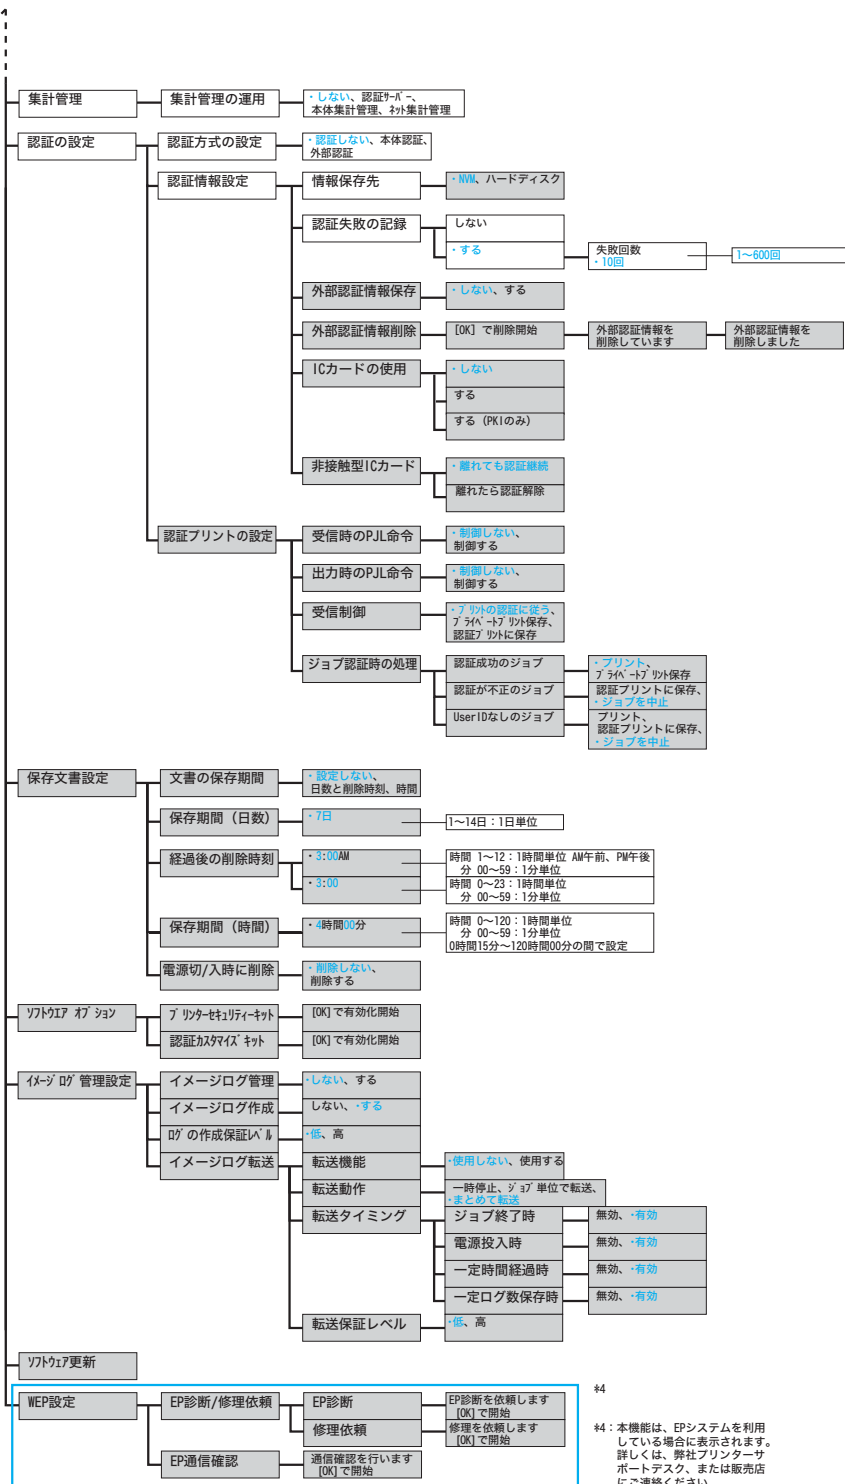 集計管理
集計管理の運用
・しない、認証サーバー、
本体集計管理、ネット集計管理
認証の設定
認証方式の設定
・認証しない、本体認証、
外部認証
認証情報設定
情報保存先
・NVM、ハードディスク
認証失敗の記録
しない
・する
失敗回数
・10回
1～600回
外部認証情報保存
・しない、する
外部認証情報削除
[OK] で削除開始
外部認証情報を
削除しています
外部認証情報を
削除しました
ICカードの使用
・しない
する
する (PKIのみ)
非接触型ICカード
・離れても認証継続
離れたら認証解除
認証プリントの設定
受信時のPJL命令
・制御しない、
制御する
出力時のPJL命令
・制御しない、
制御する
受信制御
・プリントの認証に従う、
プライベートプリント保存、
認証プリントに保存
ジョブ認証時の処理
認証成功のジョブ
・プリント、
プライベートプリント保存
認証が不正のジョブ
認証プリントに保存、
・ジョブを中止
UserIDなしのジョブ
プリント、
認証プリントに保存、
・ジョブを中止
保存文書設定
文書の保存期間
・設定しない、
日数と削除時刻、時間
保存期間（日数）
・7日
1～14日：1日単位
経過後の削除時刻
・3:00AM
時間 1～12：1時間単位 AM午前、PM午後
分 00～59：1分単位
・3:00
時間 0～23：1時間単位
分 00～59：1分単位
保存期間（時間）
・4時間00分
時間 0～120：1時間単位
分 00～59：1分単位
0時間15分～120時間00分の間で設定
電源切/入時に削除
・削除しない、
削除する
ソフトウエア オプション
プリンターセキュリティーキット
[OK]で有効化開始
認証カスタマイズキット
[OK]で有効化開始
イメージログ管理設定
イメージログ管理
・しない、する
イメージログ作成
しない、・する
ログの作成保証レベル
・低、高
イメージログ転送
転送機能
・使用しない、使用する
転送動作
一時停止、ジョブ単位で転送、
・まとめて転送
転送タイミング
ジョブ終了時
無効、・有効
電源投入時
無効、・有効
一定時間経過時
無効、・有効
一定ログ数保存時
無効、・有効
転送保証レベル
・低、高
ソフトウェア更新
*4
WEP設定
EP診断/修理依頼
EP診断
EP診断を依頼します
[OK]で開始
修理依頼
修理を依頼します
[OK]で開始
EP通信確認
通信確認を行います
[OK]で開始
*4：本機能は、EPシステムを利用
している場合に表示されます。
詳しくは、弊社プリンターサ
ポートデスク、または販売店
にご連絡ください